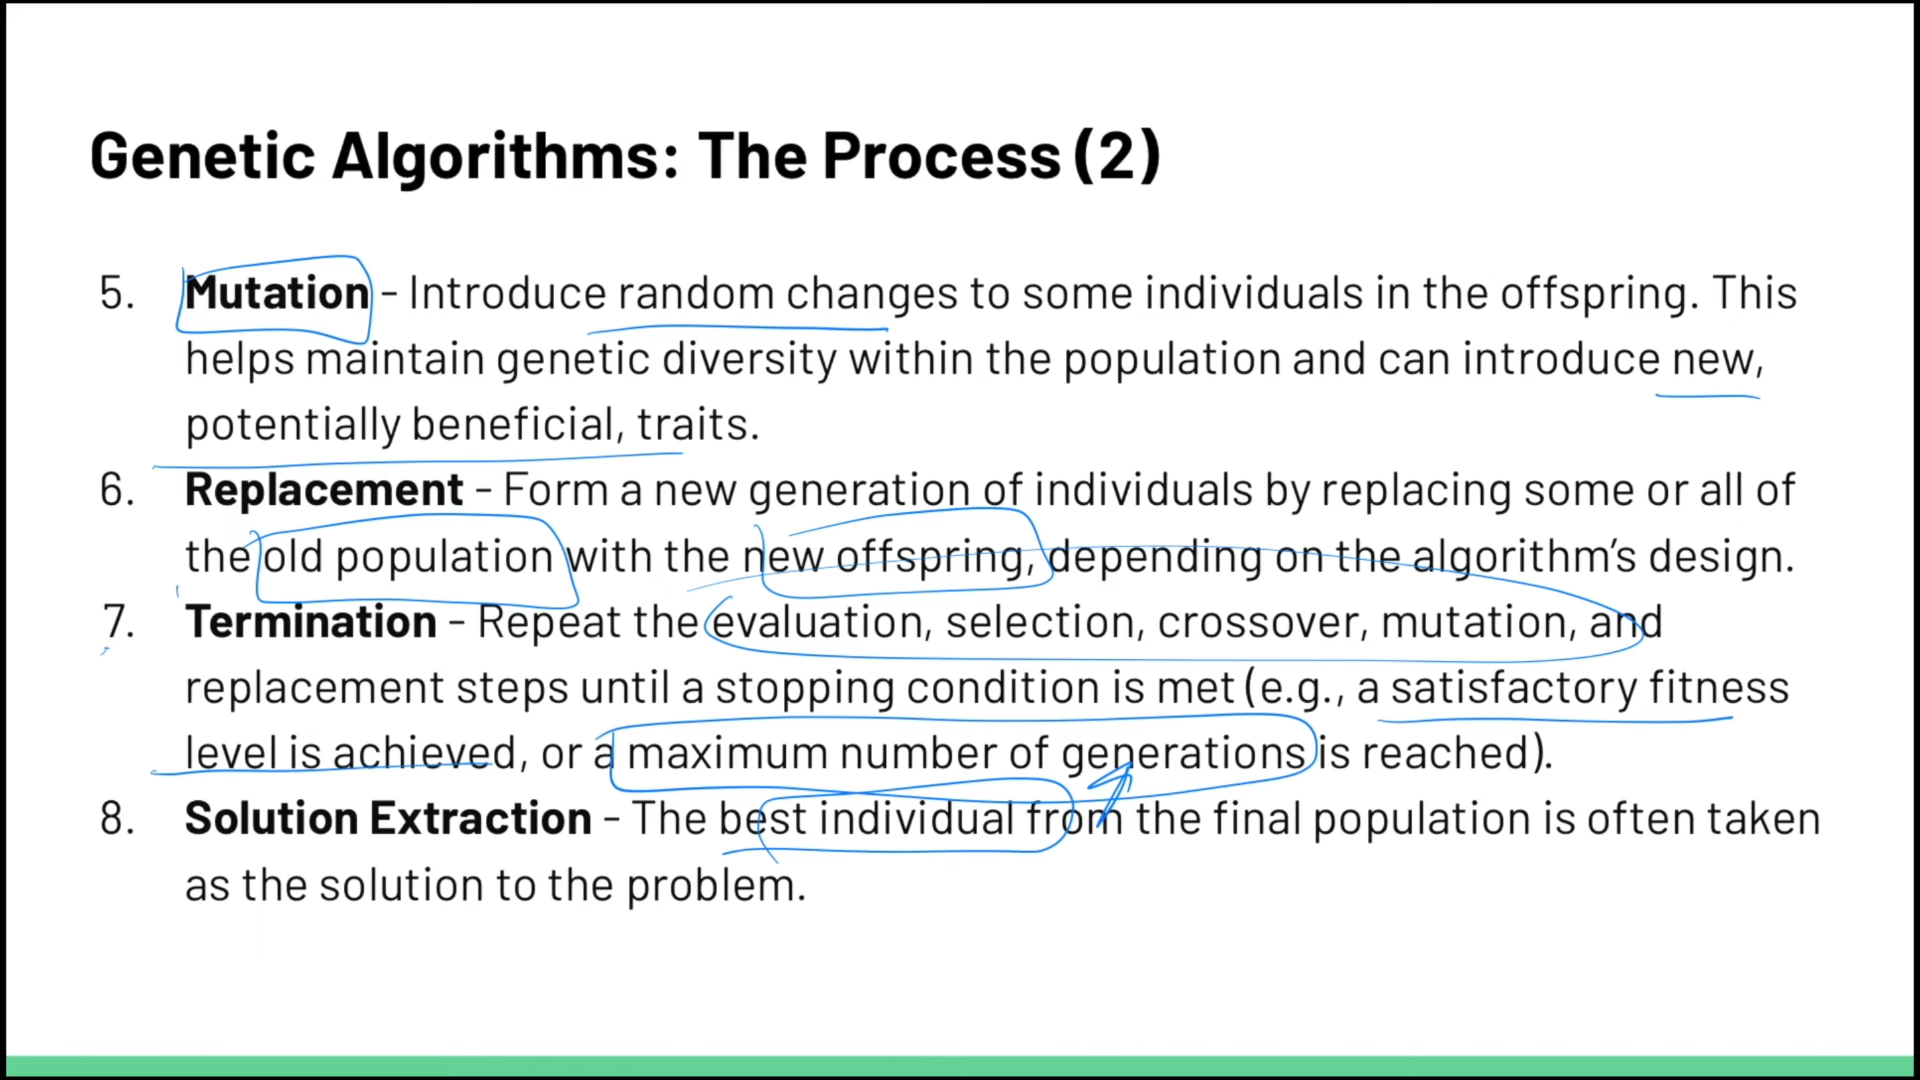 Genetic Algorithms: The Process (2)
5. Mutation - Introduce random changes to some individuals in the offspring. This
helps maintain genetic diversity within the population and can introduce new,
potentially beneficial, traits.
6. Replacement - Form a new generation of individuals by replacing some or all of
the old population with the new offspring, depending on the algorithm’s design.
7. Termination - Repeat the evaluation, selection, crossover, mutation, and
replacement steps until a stopping condition is met (e.g., a satisfactory fitness
level is achieved, or a maximum number of generations is reached).
8. Solution Extraction - The best individual from the final population is often taken
as the solution to the problem.